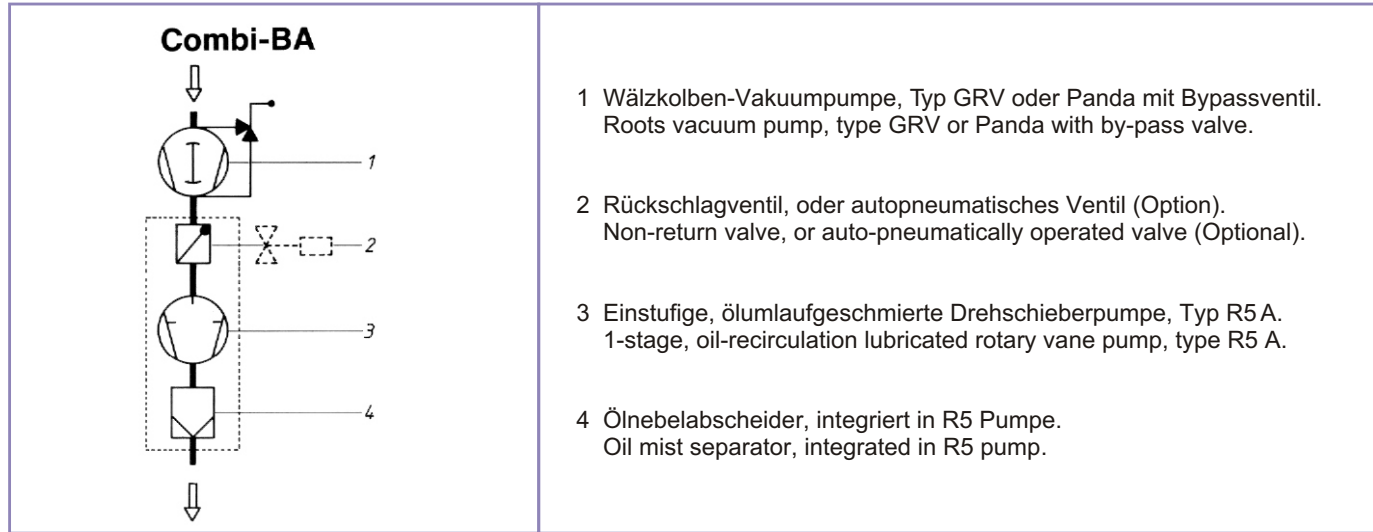 Combi-BA
1
2
3
4
1 Wälzkolben-Vakuumpumpe, Typ GRV oder Panda mit Bypassventil.
Roots vacuum pump, type GRV or Panda with by-pass valve.
2 Rückschlagventil, oder autopneumatisches Ventil (Option).
Non-return valve, or auto-pneumatically operated valve (Optional).
3 Einstufige, ölumlaufgeschmierte Drehschieberpumpe, Typ R5 A.
1-stage, oil-recirculation lubricated rotary vane pump, type R5 A.
4 Ölnebelabscheider, integriert in R5 Pumpe.
Oil mist separator, integrated in R5 pump.